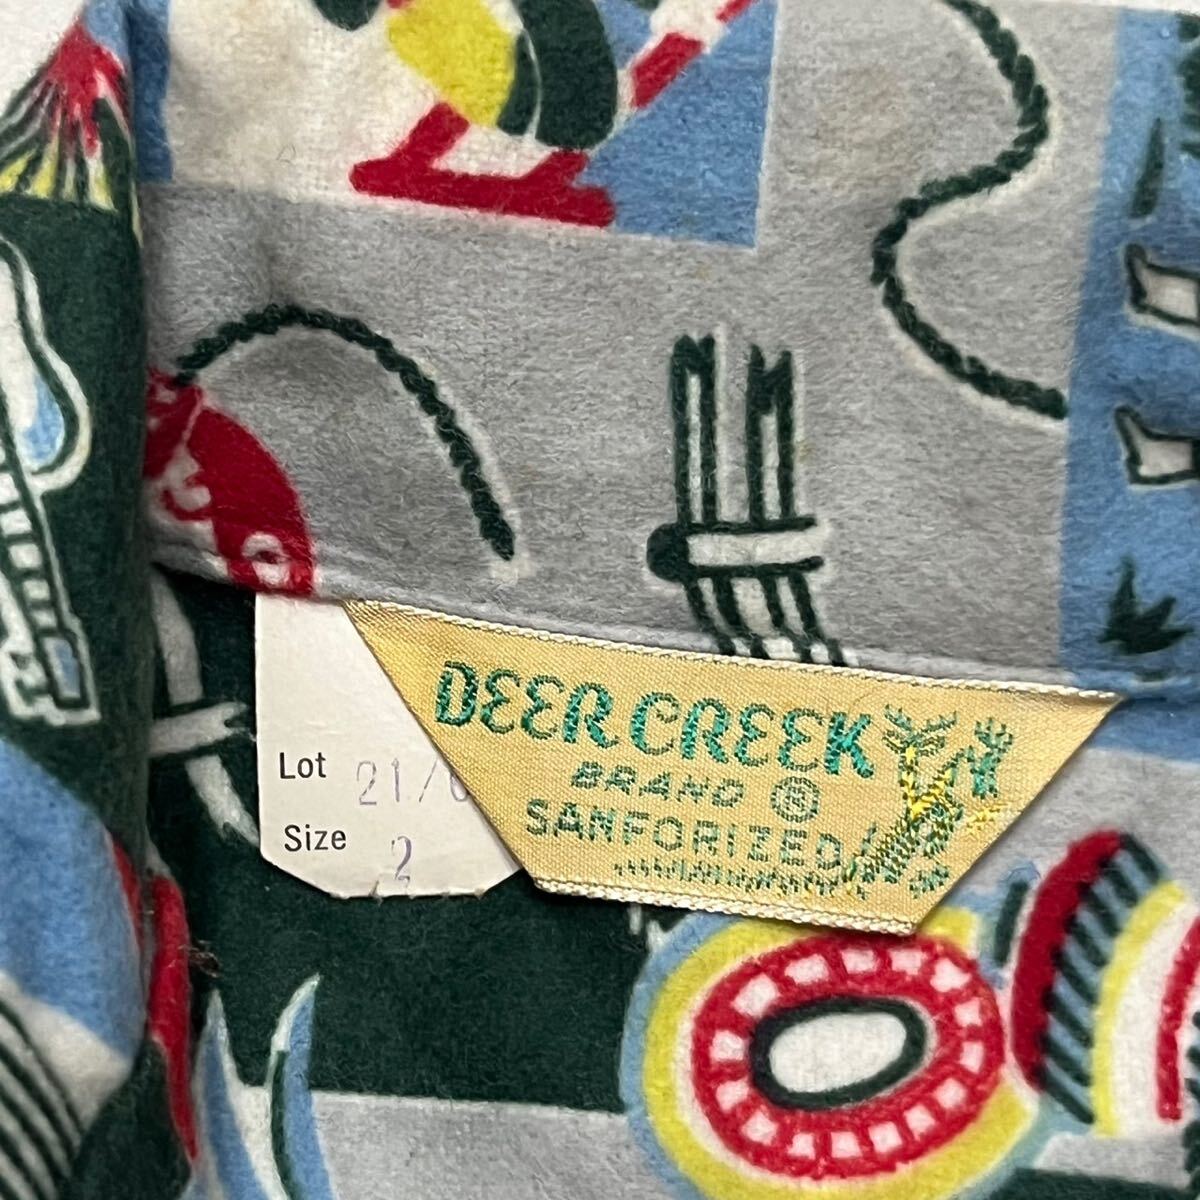 DEER CREEK
BRAND ®
SANFORIZED
Lot
Size 2